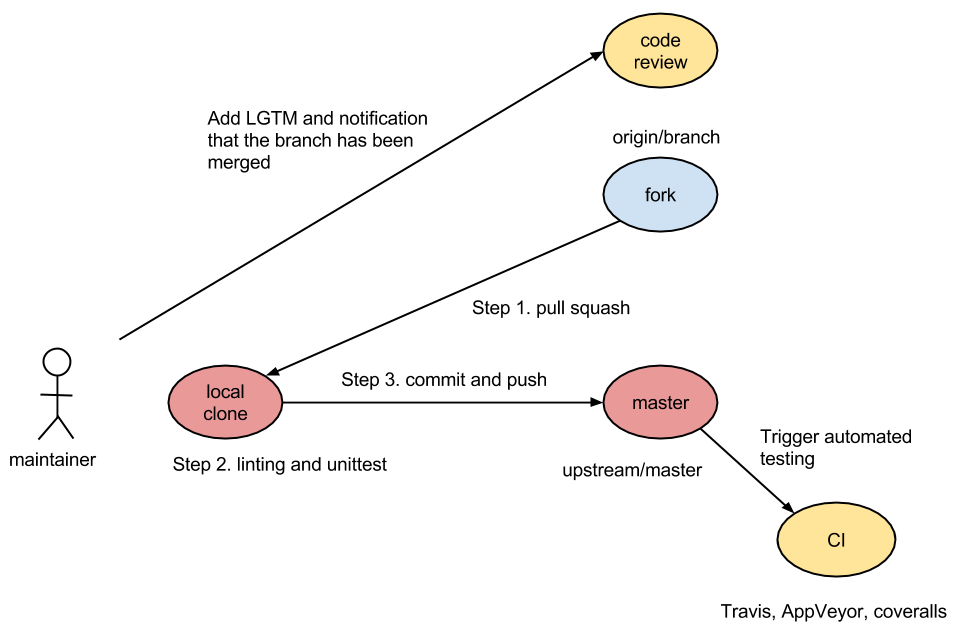 code
review
Add LGTM and notification
that the branch has been
merged
origin/branch
fork
Step 1. pull squash
local
clone
Step 3. commit and push
master
maintainer
Step 2. linting and unittest
upstream/master
Trigger automated
testing
CI
Travis, AppVeyor, coveralls